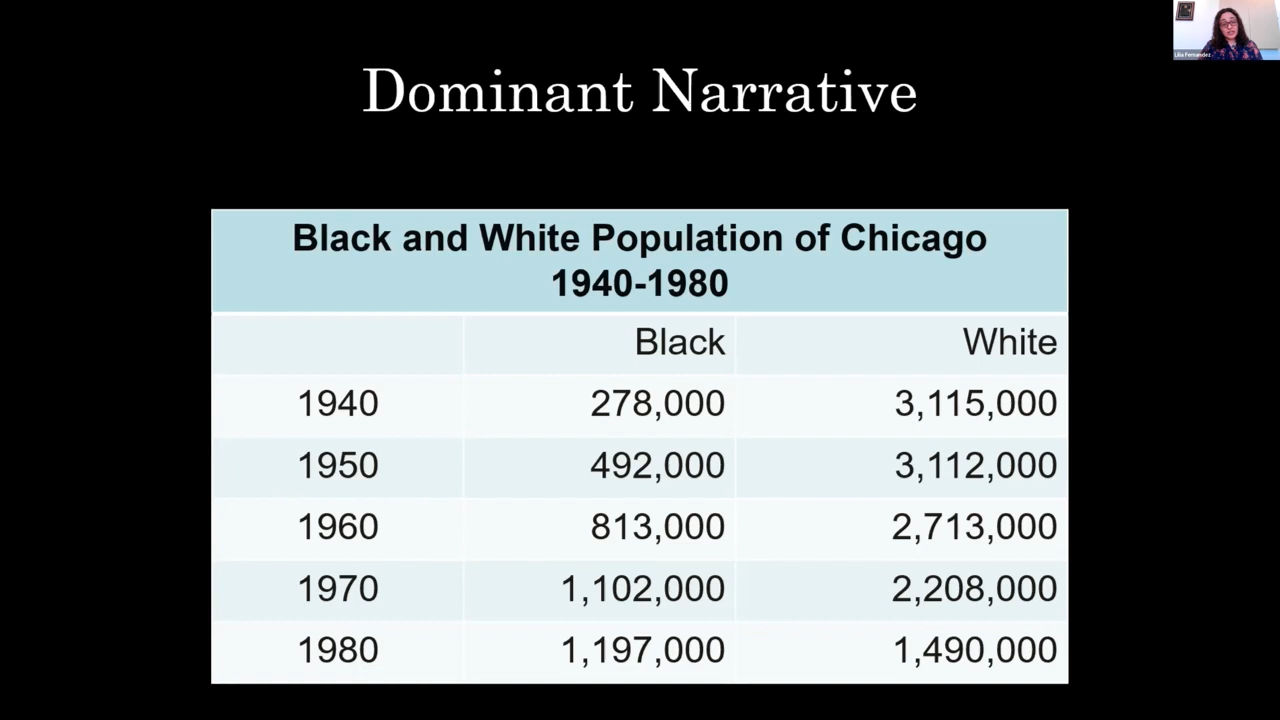 Lilia Fernandez
Dominant Narrative
Black and White Population of Chicago
1940-1980
Black White
1940 278,000 3,115,000
1950 492,000 3,112,000
1960 813,000 2,713,000
1970 1,102,000 2,208,000
1980 1,197,000 1,490,000